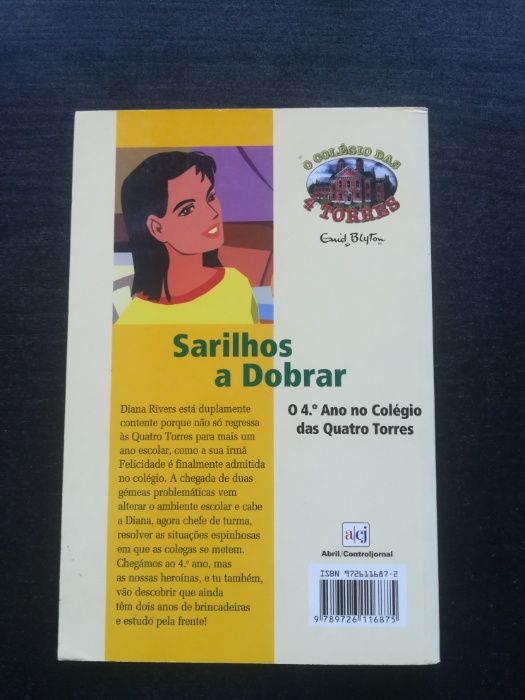 O COLÉGIO DAS
4 TORRES
Enid Blyton
Sarilhos
a Dobrar
O 4.º Ano no Colégio
das Quatro Torres
Diana Rivers está duplamente
contente porque não só regressa
às Quatro Torres para mais um
ano escolar, como a sua irmã
Felicidade é finalmente admitida
no colégio. A chegada de duas
gémeas problemáticas vem
alterar o ambiente escolar e cabe
a Diana, agora chefe de turma,
resolver as situações espinhosas
em que as colegas se metem.
Chegámos ao 4.º ano, mas
as nossas heroínas, e tu também,
vão descobrir que ainda
têm dois anos de brincadeiras
e estudo pela frente!
a/cj
Abril/Controljornal
ISBN 972611687-2
9 789726 116875